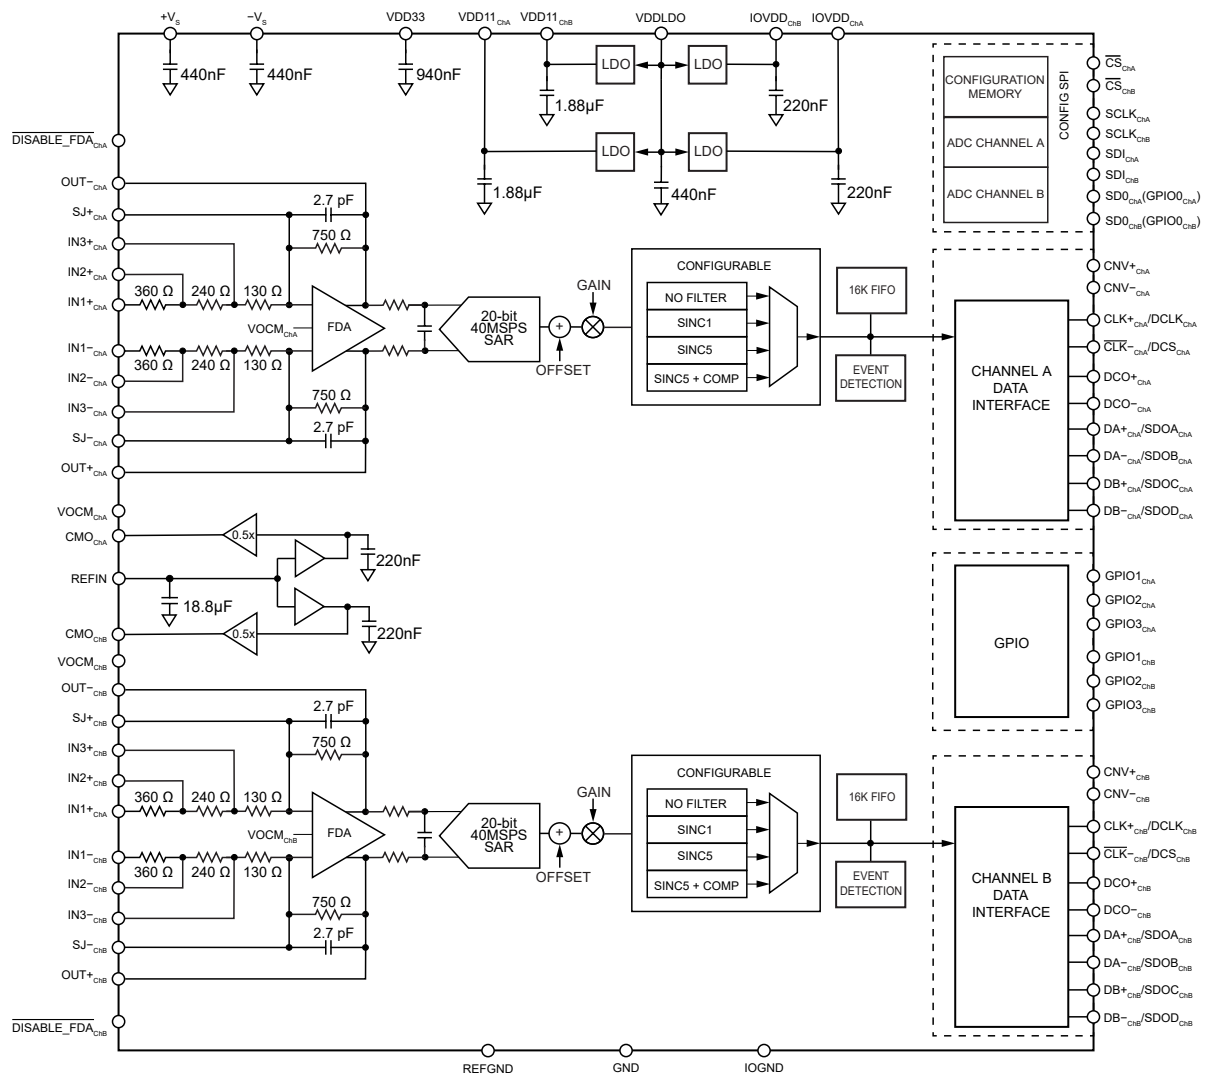 +VS
−VS
VDD33
VDD11ChA
VDD11ChB
VDDLDO
IOVDDChB
IOVDDChA
440nF
440nF
940nF
LDO
LDO
1.88µF
220nF
LDO
LDO
1.88µF
440nF
220nF
CONFIGURATION
MEMORY
ADC CHANNEL A
ADC CHANNEL B
CONFIG SPI
CSChA
CSChB
SCLKChA
SCLKChB
SDIChA
SDIChB
SD0ChA(GPIO0ChA)
SD0ChB(GPIO0ChB)
DISABLE_FDAChA
OUT−ChA
SJ+ChA
IN3+ChA
IN2+ChA
IN1+ChA
IN1−ChA
IN2−ChA
IN3−ChA
SJ−ChA
OUT+ChA
2.7 pF
750 Ω
360 Ω
240 Ω
130 Ω
VOCMChA
FDA
360 Ω
240 Ω
130 Ω
750 Ω
2.7 pF
20-bit
40MSPS
SAR
+
OFFSET
GAIN
CONFIGURABLE
NO FILTER
SINC1
SINC5
SINC5 + COMP
16K FIFO
EVENT
DETECTION
CHANNEL A
DATA
INTERFACE
CNV+ChA
CNV−ChA
CLK+ChA/DCLKChA
CLK−ChA/DCSChA
DCO+ChA
DCO−ChA
DA+ChA/SDOAChA
DA−ChA/SDOBChA
DB+ChA/SDOCChA
DB−ChA/SDODChA
VOCMChA
CMOChA
REFIN
CMOChB
VOCMChB
0.5x
220nF
18.8µF
0.5x
220nF
GPIO
GPIO1ChA
GPIO2ChA
GPIO3ChA
GPIO1ChB
GPIO2ChB
GPIO3ChB
OUT−ChB
SJ+ChB
IN3+ChB
IN2+ChB
IN1+ChA
IN1−ChB
IN2−ChB
IN3−ChB
SJ−ChB
OUT+ChB
DISABLE_FDAChB
2.7 pF
750 Ω
360 Ω
240 Ω
130 Ω
VOCMChB
FDA
360 Ω
240 Ω
130 Ω
750 Ω
2.7 pF
20-bit
40MSPS
SAR
+
OFFSET
GAIN
CONFIGURABLE
NO FILTER
SINC1
SINC5
SINC5 + COMP
16K FIFO
EVENT
DETECTION
CHANNEL B
DATA
INTERFACE
CNV+ChB
CNV−ChB
CLK+ChB/DCLKChB
CLK−ChB/DCSChB
DCO+ChB
DCO−ChB
DA+ChB/SDOAChB
DA−ChB/SDOBChB
DB+ChB/SDOCChB
DB−ChB/SDODChB
REFGND
GND
IOGND